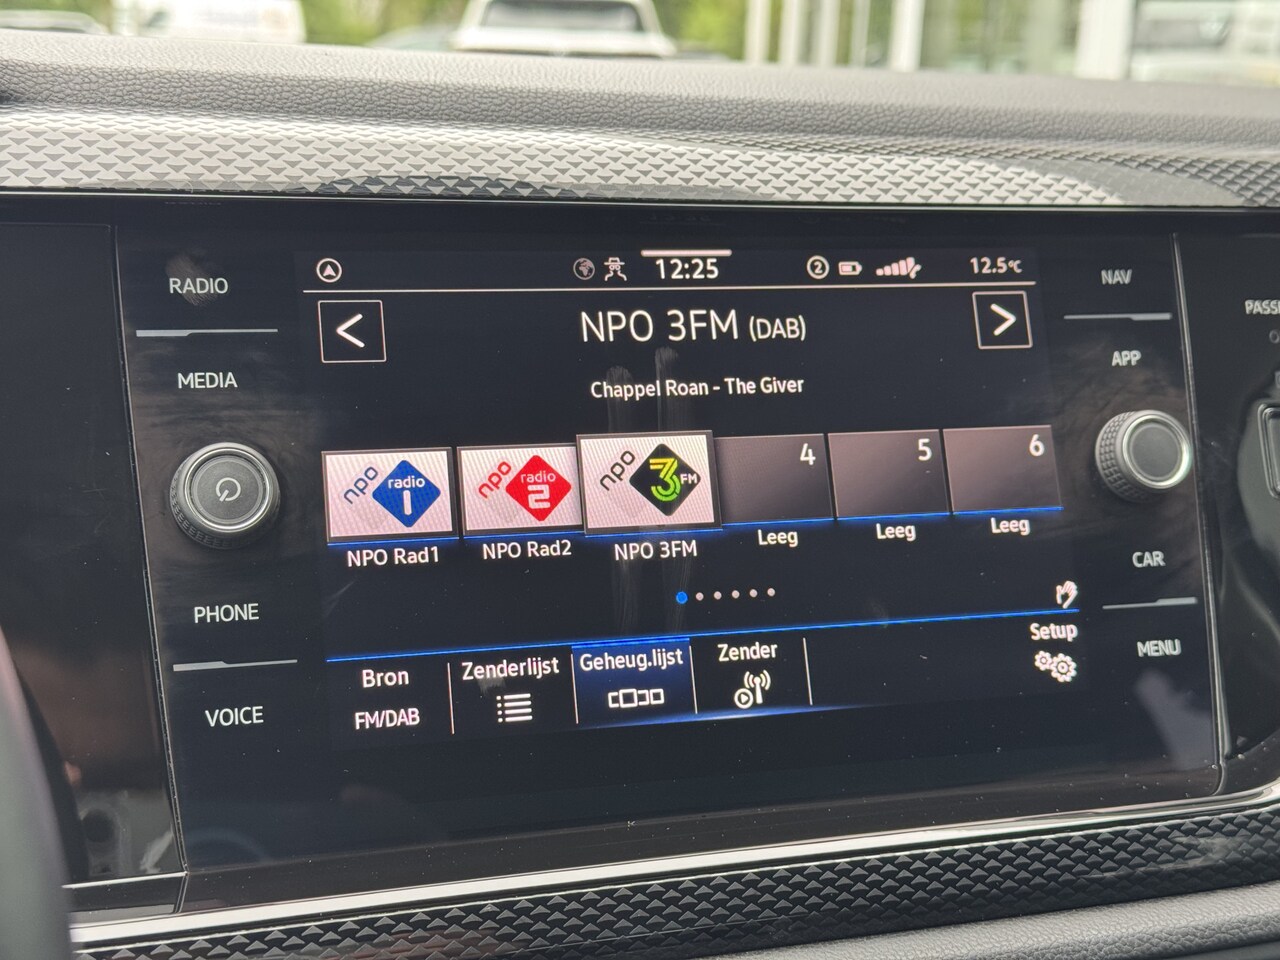 RADIO
MEDIA
PHONE
VOICE
12:25
2
12.5°C
NPO 3FM (DAB)
Chappel Roan - The Giver
npo radio 1
npo radio 2
npo 3FM
4
5
6
NPO Rad1
NPO Rad2
NPO 3FM
Leeg
Leeg
Leeg
Bron
FM/DAB
Zenderlijst
Geheug.lijst
Zender
Setup
NAV
APP
CAR
MENU